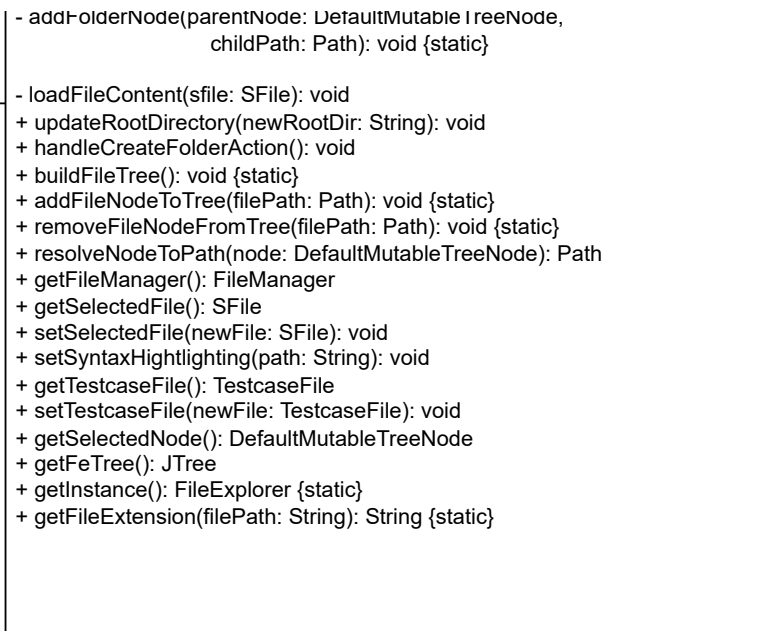 - addFolderNode(parentNode: DefaultMutableTreeNode,
childPath: Path): void {static}
- loadFileContent(sfile: SFile): void
+ updateRootDirectory(newRootDir: String): void
+ handleCreateFolderAction(): void
+ buildFileTree(): void {static}
+ addFileNodeToTree(filePath: Path): void {static}
+ removeFileNodeFromTree(filePath: Path): void {static}
+ resolveNodeToPath(node: DefaultMutableTreeNode): Path
+ getFileManager(): FileManager
+ getSelectedFile(): SFile
+ setSelectedFile(newFile: SFile): void
+ setSyntaxHightlighting(path: String): void
+ getTestcaseFile(): TestcaseFile
+ setTestcaseFile(newFile: TestcaseFile): void
+ getSelectedNode(): DefaultMutableTreeNode
+ getFeTree(): JTree
+ getInstance(): FileExplorer {static}
+ getFileExtension(filePath: String): String {static}